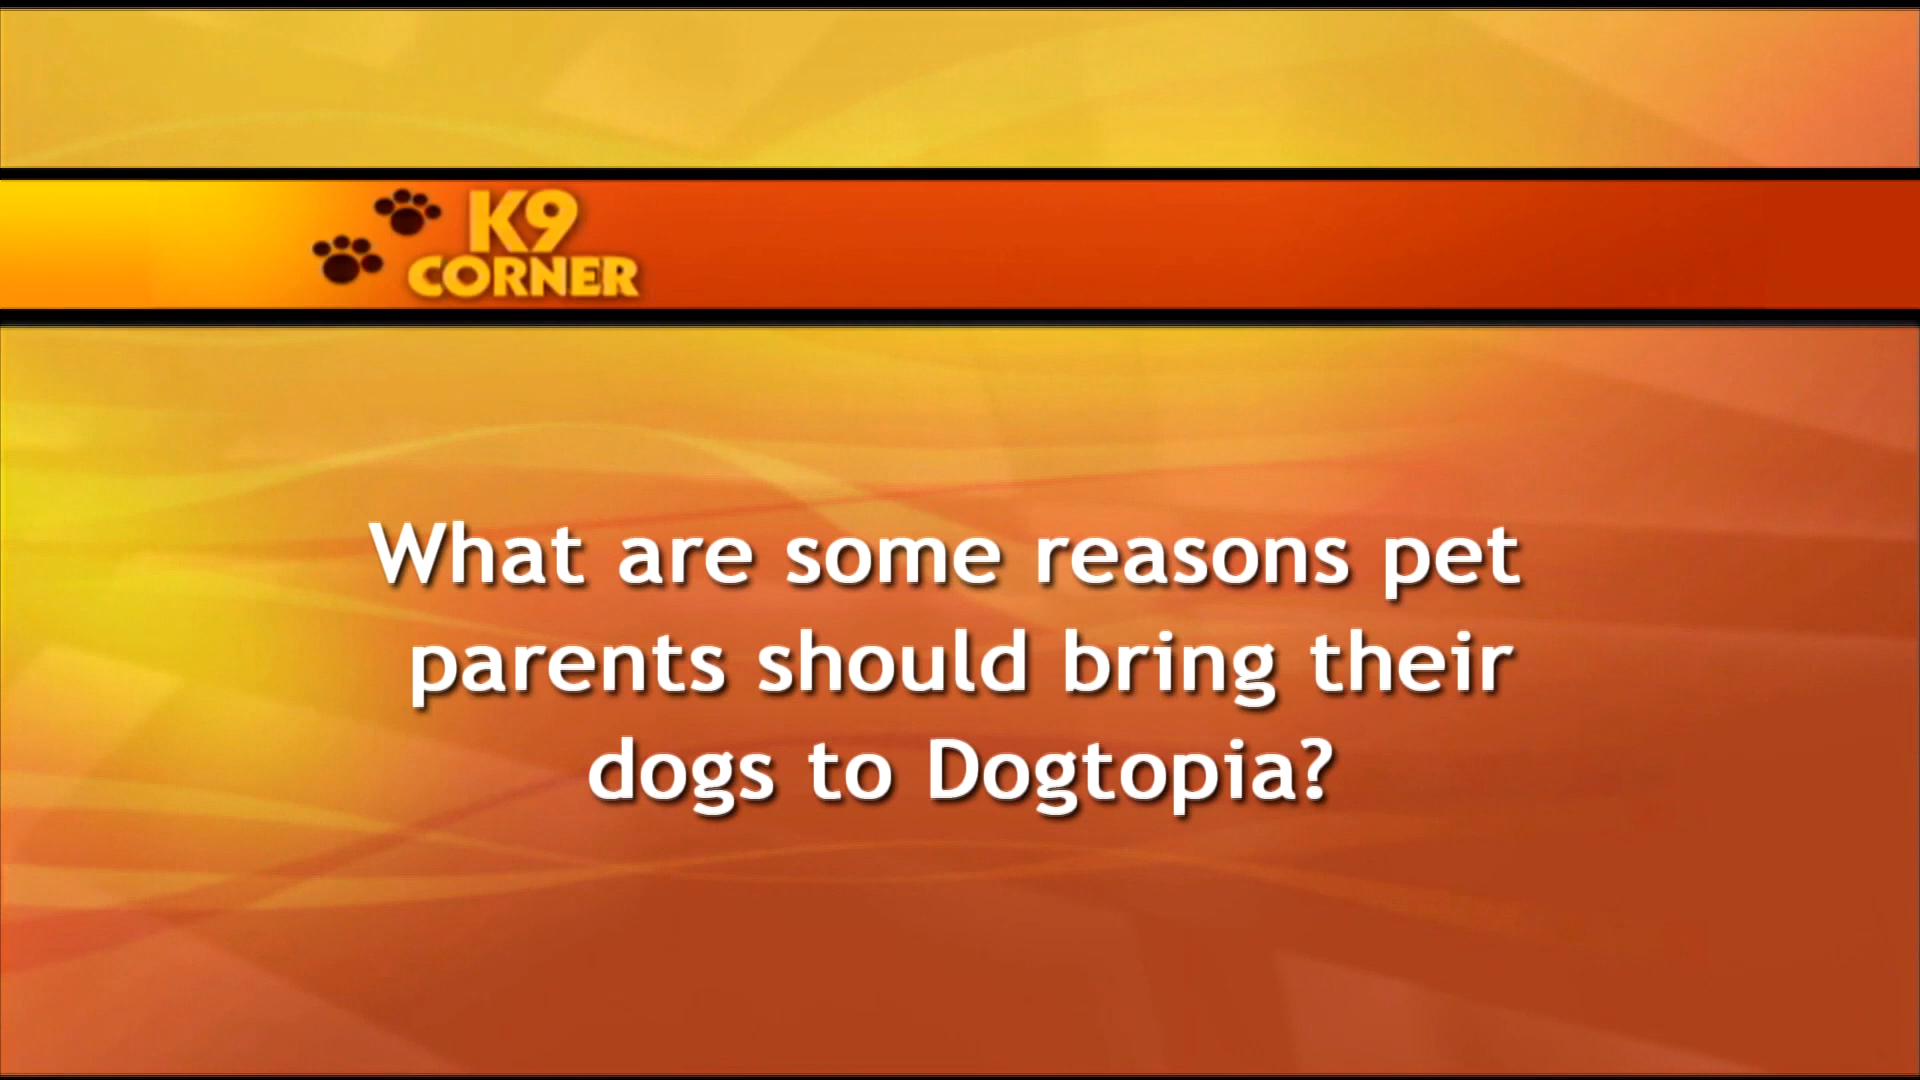 K9
CORNER
What are some reasons pet
parents should bring their
dogs to Dogtopia?